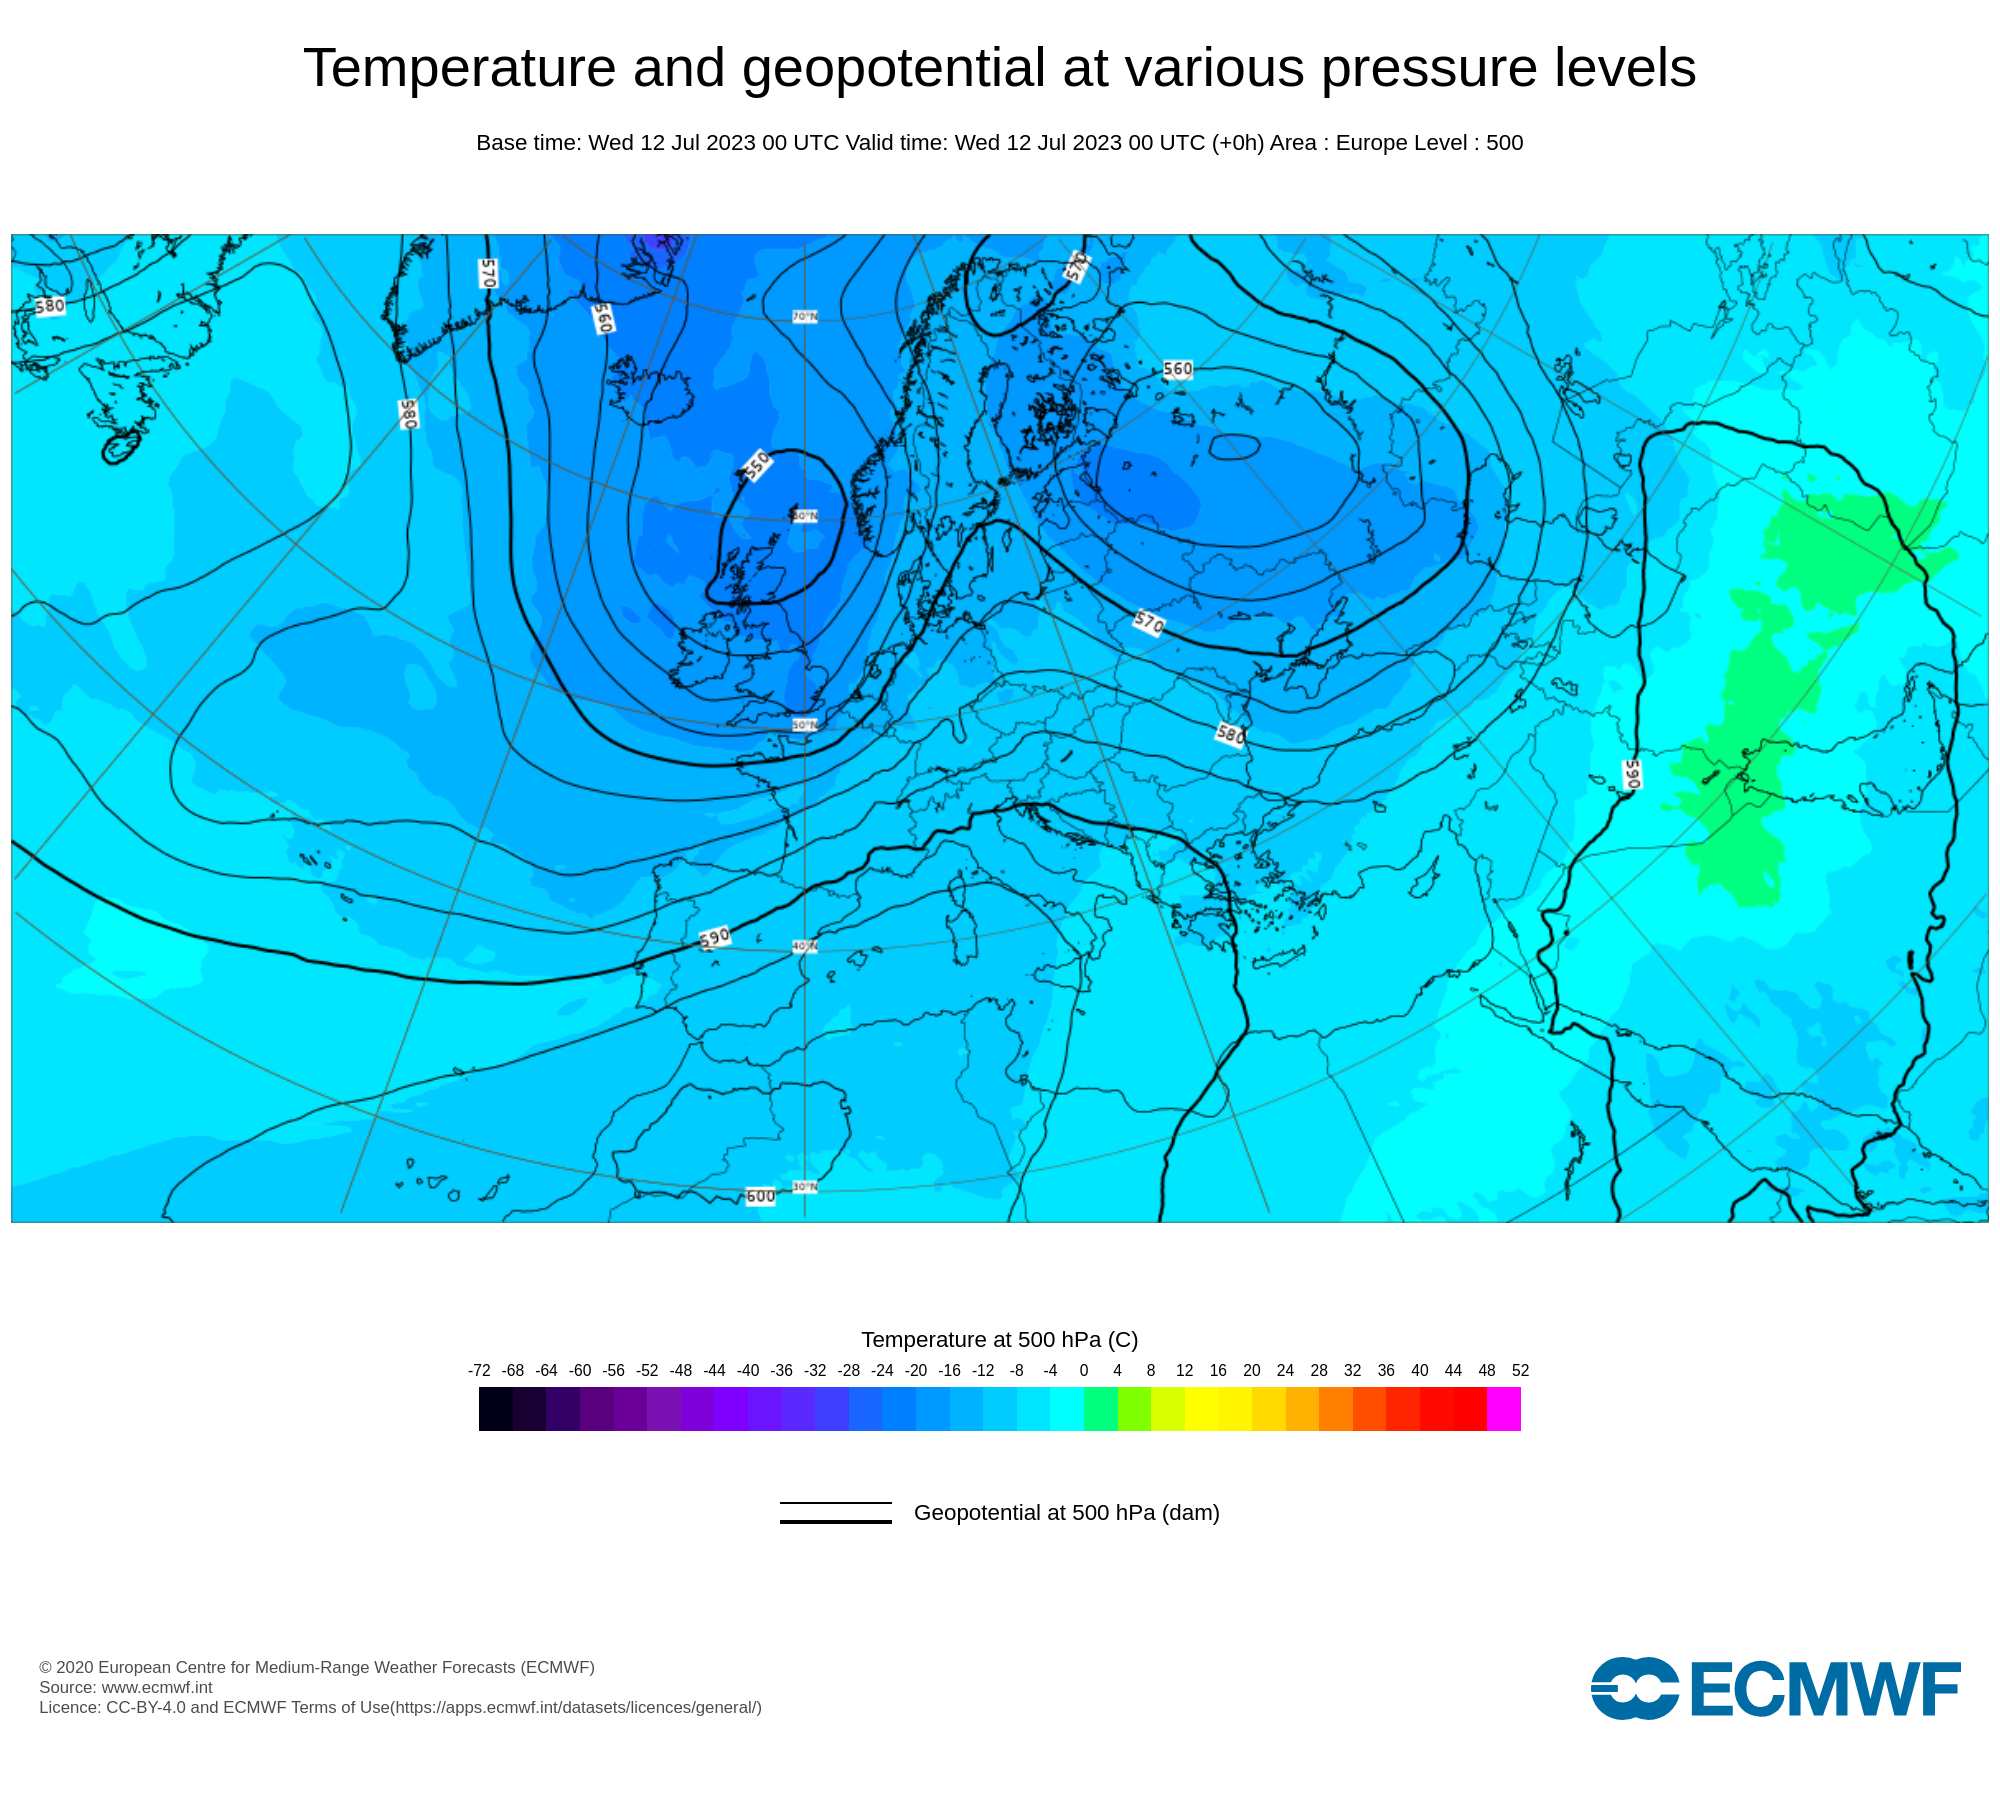 Temperature and geopotential at various pressure levels
Base time: Wed 12 Jul 2023 00 UTC Valid time: Wed 12 Jul 2023 00 UTC (+0h) Area : Europe Level : 500
570
570
580
560
70°N
560
580
550
60°N
570
50°N
580
590
590
40°N
600
30°N
Temperature at 500 hPa (C)
-72 -68 -64 -60 -56 -52 -48 -44 -40 -36 -32 -28 -24 -20 -16 -12 -8 -4 0 4 8 12 16 20 24 28 32 36 40 44 48 52
Geopotential at 500 hPa (dam)
© 2020 European Centre for Medium-Range Weather Forecasts (ECMWF)
Source: www.ecmwf.int
Licence: CC-BY-4.0 and ECMWF Terms of Use(https://apps.ecmwf.int/datasets/licences/general/)
ECMWF